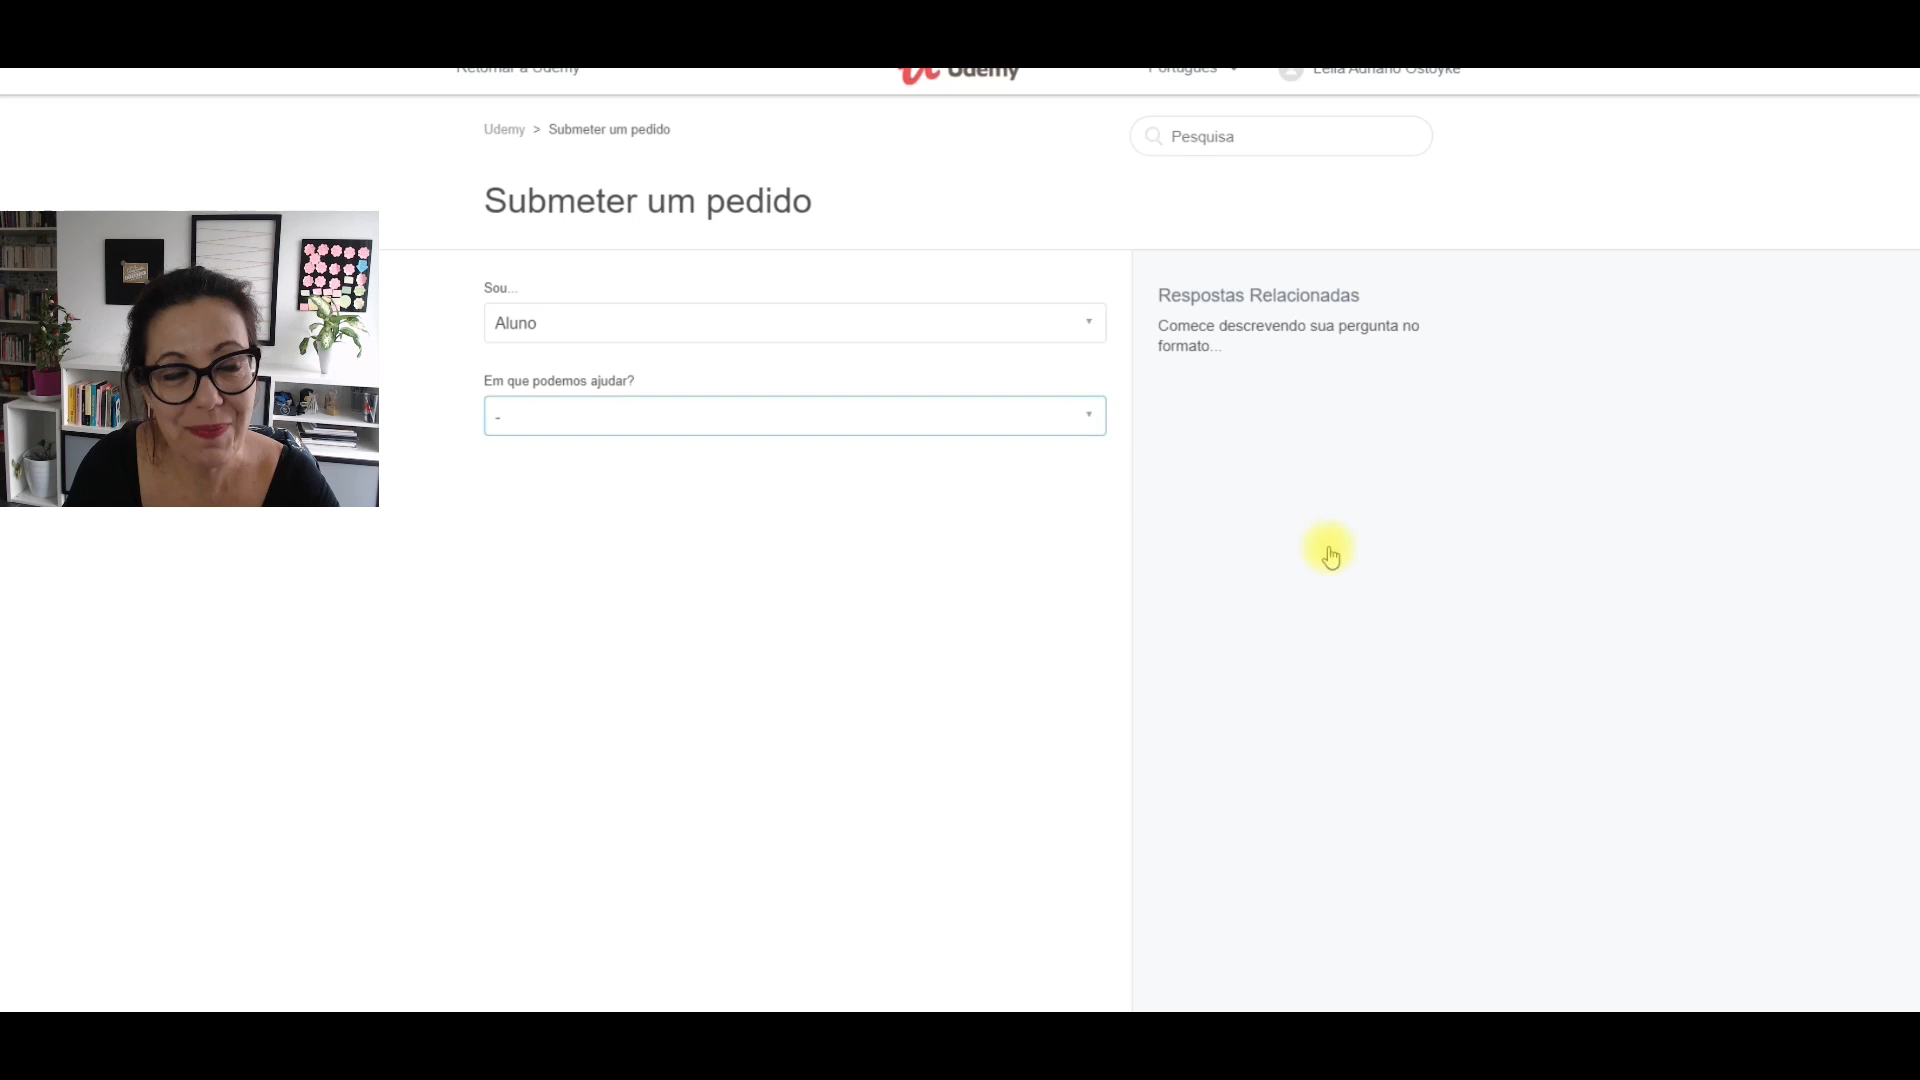 Retornar à Udemy
Udemy
Português
Leila Adriano Ostoyke
Udemy > Submeter um pedido
Pesquisa
Submeter um pedido
Sou...
Aluno
Em que podemos ajudar?
-
Respostas Relacionadas
Comece descrevendo sua pergunta no
formato...